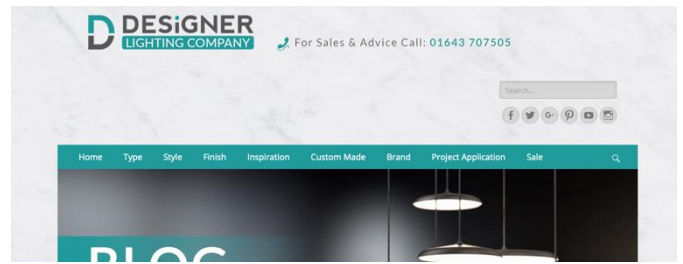 DESiGNER
LIGHTING COMPANY
For Sales & Advice Call: 01643 707505
Search...
Home Type Style Finish Inspiration Custom Made Brand Project Application Sale
BLOG